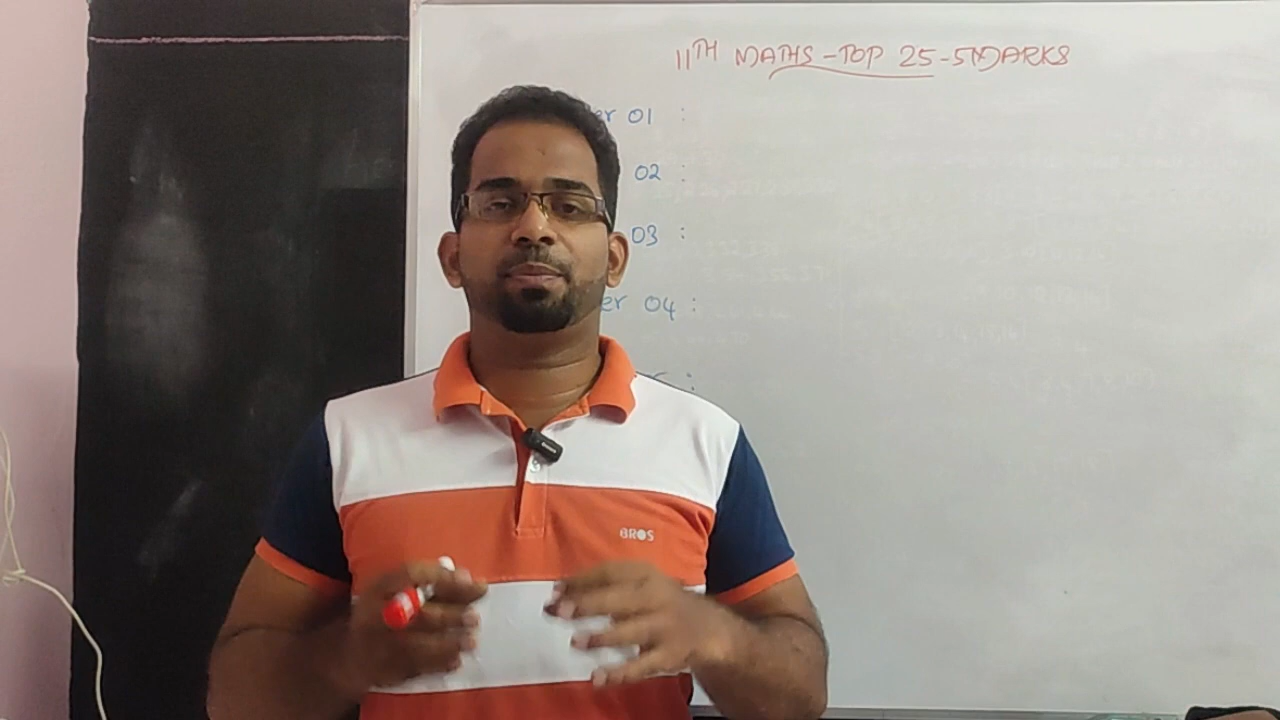 11TH MATHS - TOP 25 - 5 MARKS
er 01 :
02 :
03 :
er 04 :
r :
BROS